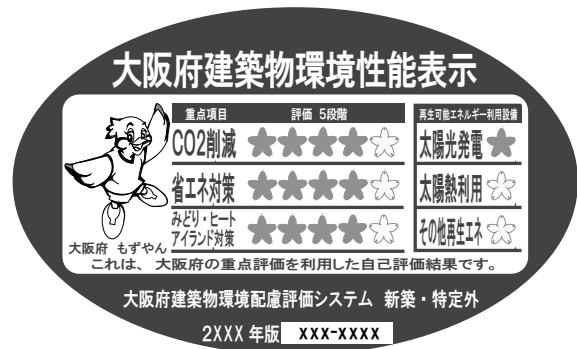 大阪府建築物環境性能表示
重点項目 評価 5段階 再生可能エネルギー利用設備
CO2削減 ★★★★☆ 太陽光発電 ★
省エネ対策 ★★★★☆ 太陽熱利用 ☆
みどり・ヒート
アイランド対策 ★★★★☆ その他再生エネ ☆
大阪府 もずやん
これは、大阪府の重点評価を利用した自己評価結果です。
大阪府建築物環境配慮評価システム 新築・特定外
2XXX 年版 XXX-XXXX